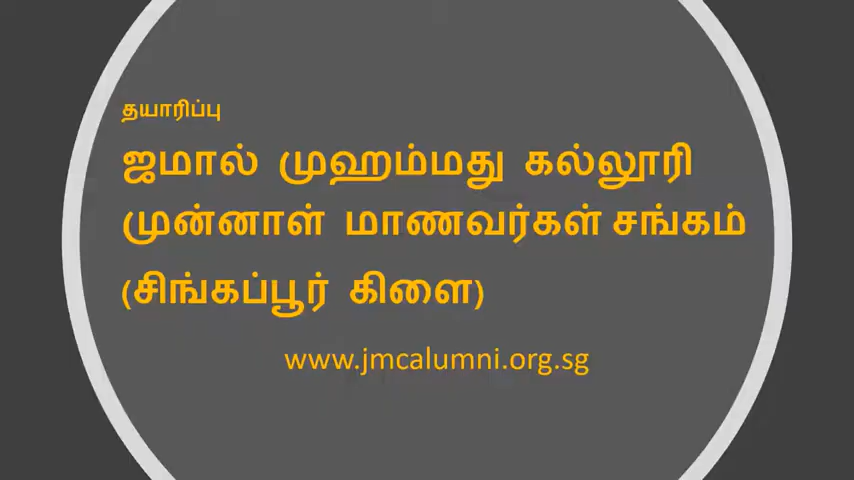 தயாரிப்பு
ஜமால் முஹம்மது கல்லூரி
முன்னாள் மாணவர்கள் சங்கம்
(சிங்கப்பூர் கிளை)
www.jmcalumni.org.sg